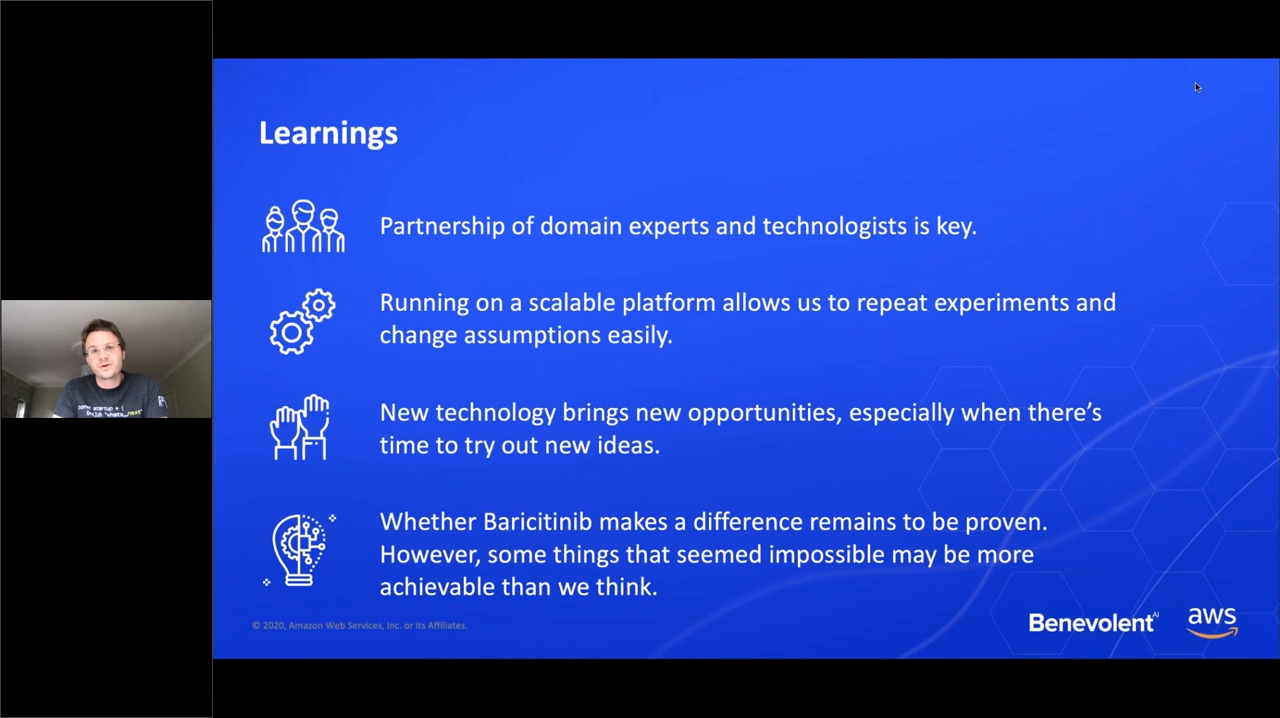 Learnings
Partnership of domain experts and technologists is key.
Running on a scalable platform allows us to repeat experiments and
change assumptions easily.
New technology brings new opportunities, especially when there's
time to try out new ideas.
Whether Baricitinib makes a difference remains to be proven.
However, some things that seemed impossible may be more
achievable than we think.
© 2020, Amazon Web Services, Inc. or its Affiliates.
Benevolent AI
aws
startup = {